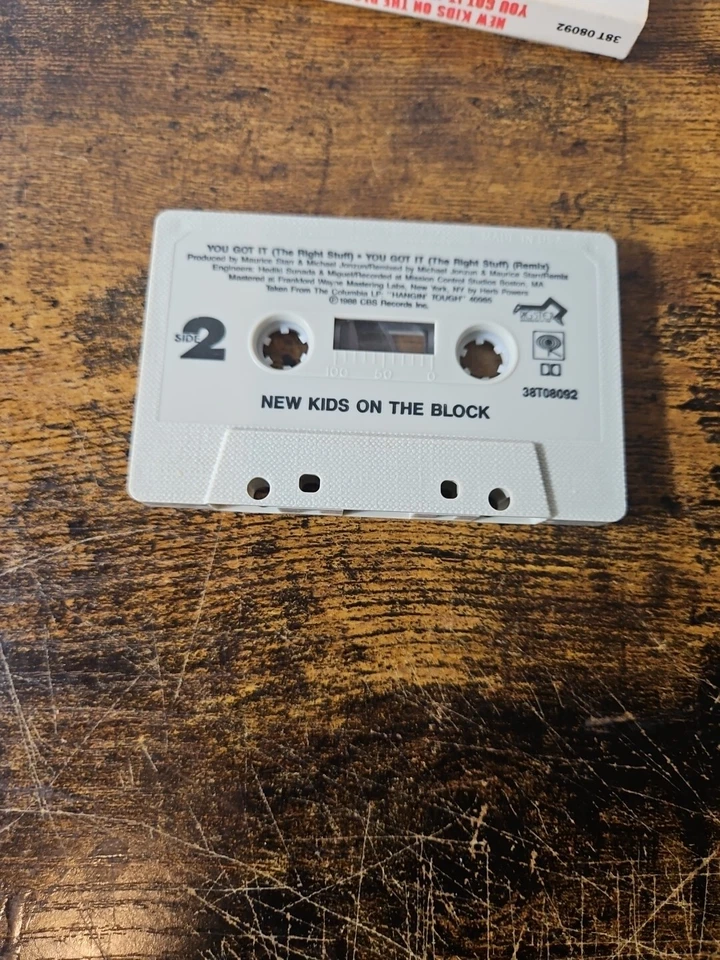 NEW KIDS ON THE
YOU GOT IT
38T 08092
YOU GOT IT (The Right Stuff) • YOU GOT IT (The Right Stuff) (Remix)
Produced by Maurice Starr & Michael Jonzun/Remixed by Michael Jonzun & Maurice Starr/Remix
Engineers: Hediki Sunada & Miguel/Recorded at Mission Control Studios Boston, MA
Mastered at Frankford Wayne Mastering Labs, New York, NY by Herb Powers
Taken From The Columbia LP "HANGIN' TOUGH" 40985
℗ 1988 CBS Records Inc.
SIDE 2
100 50 0
38T08092
NEW KIDS ON THE BLOCK